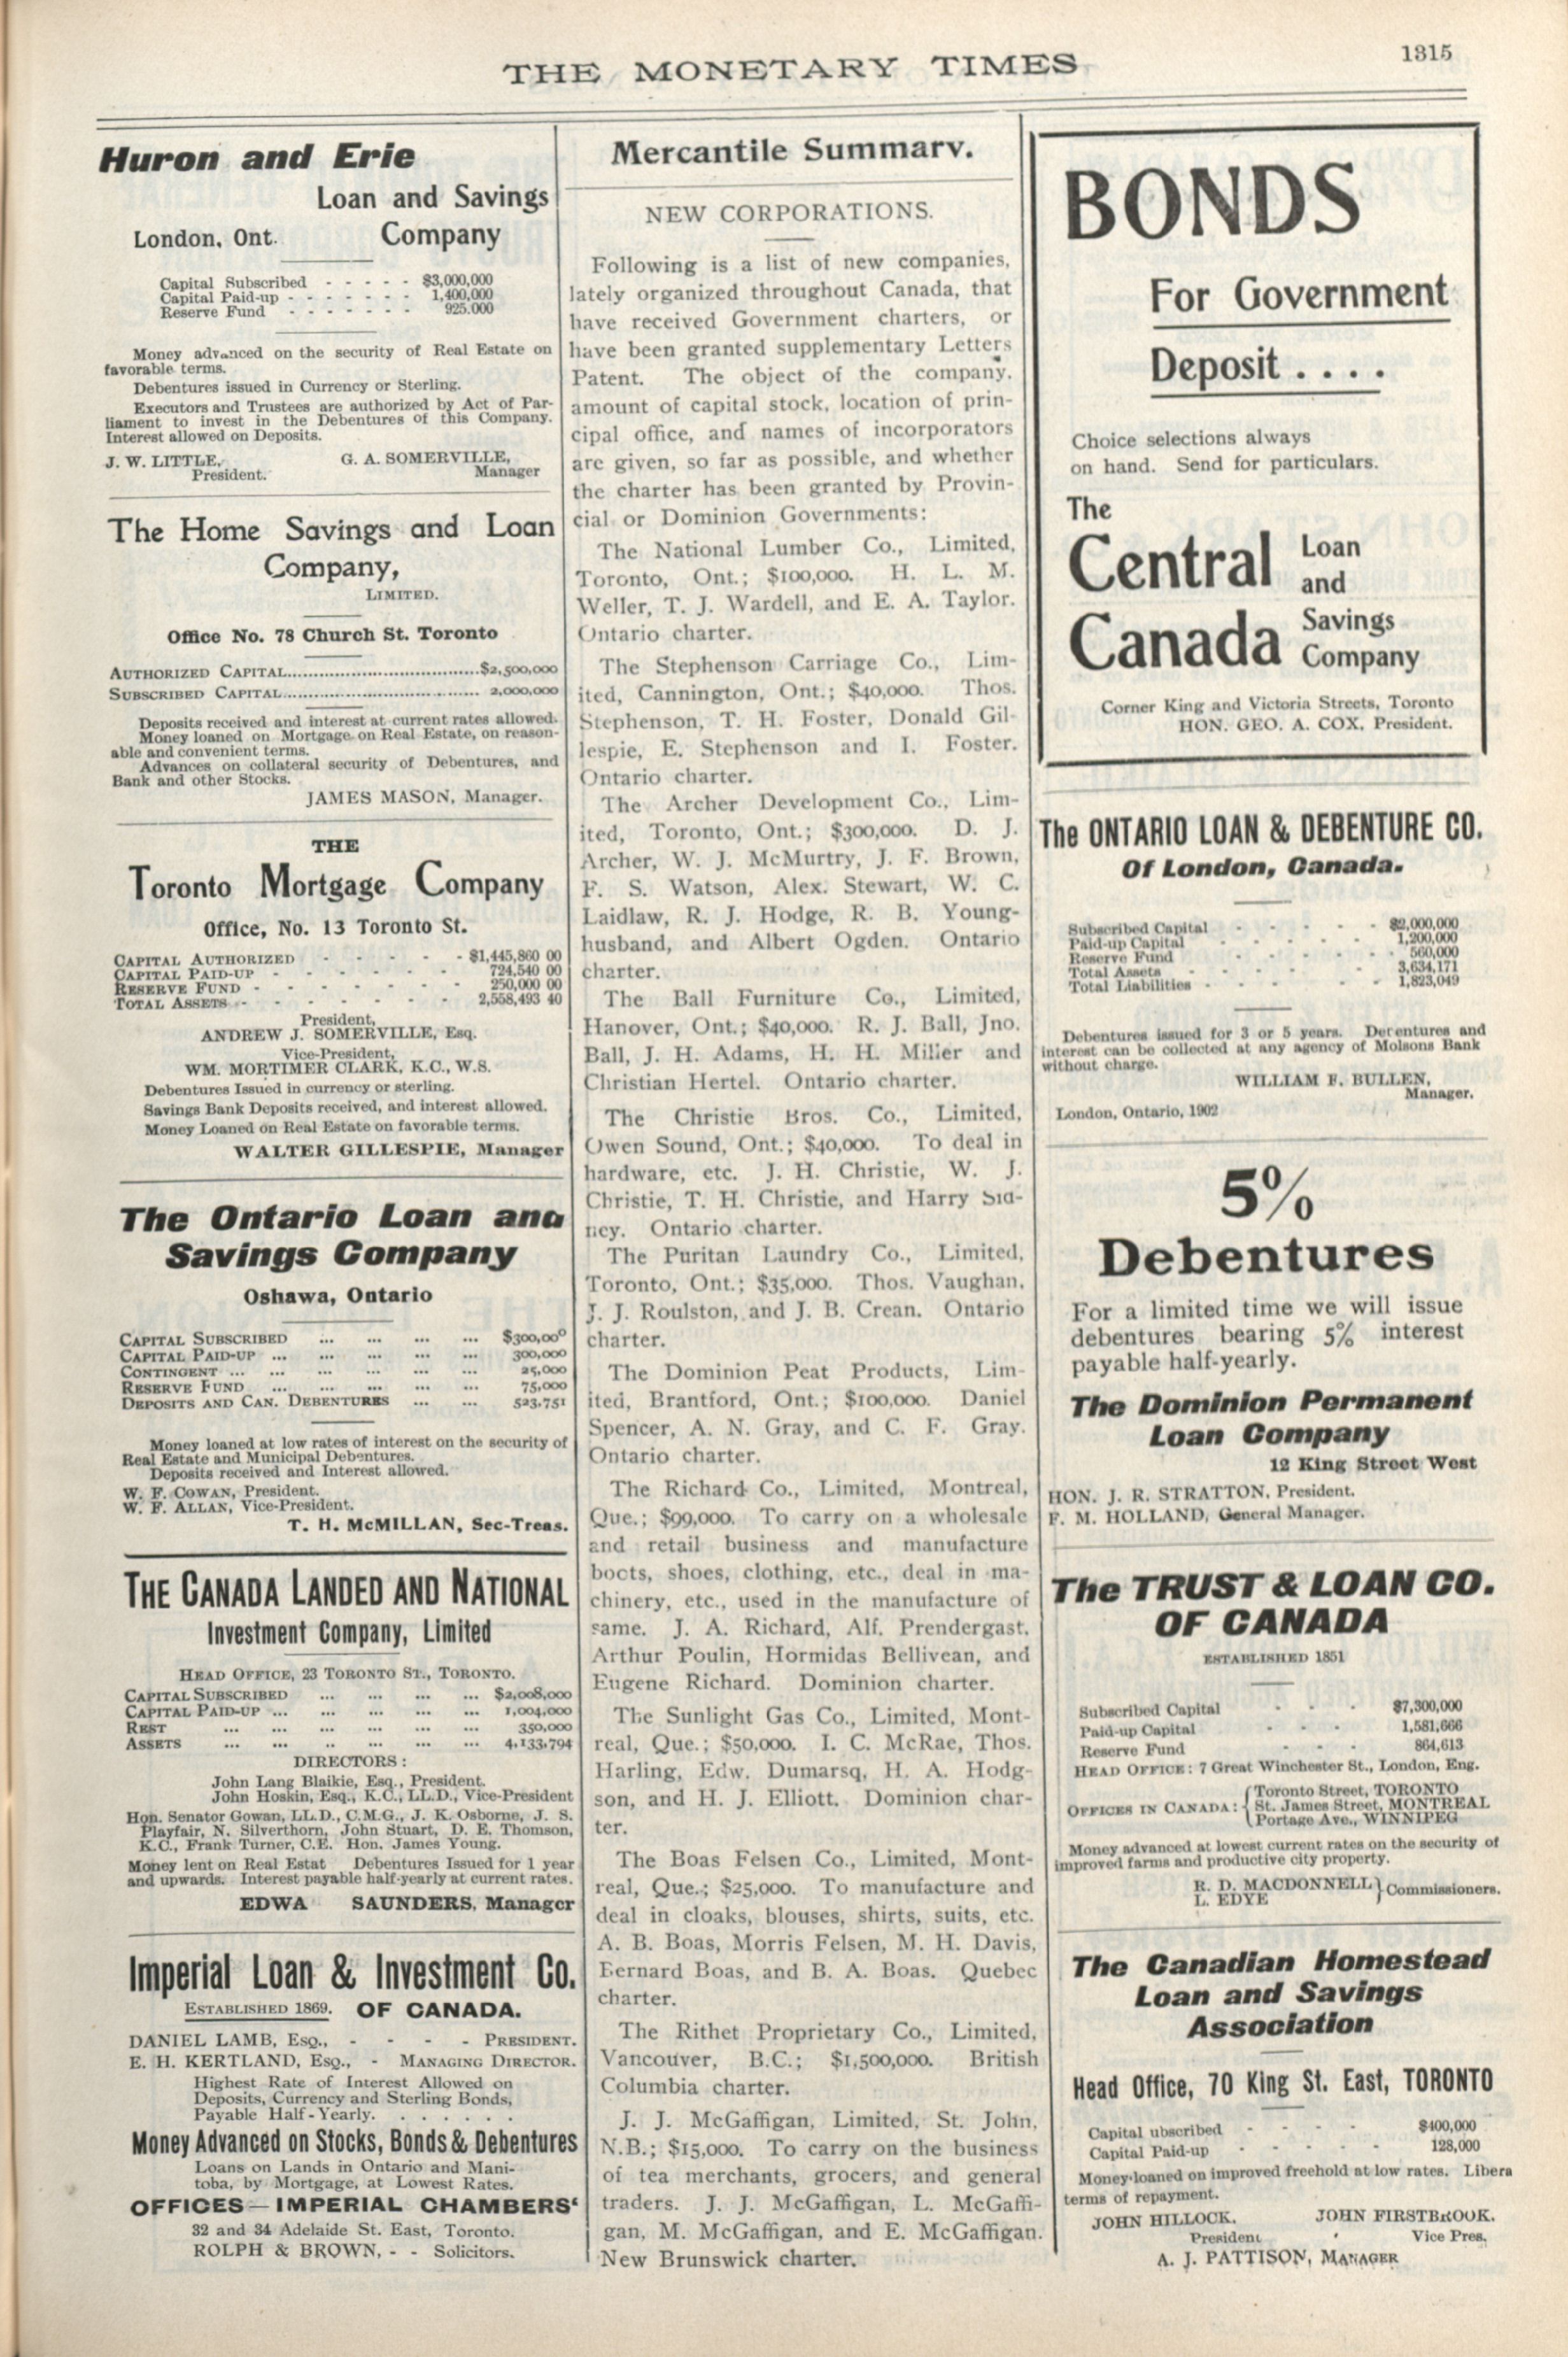 THE MONETARY TIMES
1315
Huron and Erie
Loan and Savings
London, Ont. Company
Capital Subscribed - - - - - $3,000,000
Capital Paid-up - - - - - - - 1,400,000
Reserve Fund - - - - - - - 925.000
Money advanced on the security of Real Estate on
favorable terms.
Debentures issued in Currency or Sterling.
Executors and Trustees are authorized by Act of Par-
liament to invest in the Debentures of this Company.
Interest allowed on Deposits.
J. W. LITTLE, G. A. SOMERVILLE,
President. Manager
The Home Savings and Loan
Company,
LIMITED.
Office No. 78 Church St. Toronto
AUTHORIZED CAPITAL........$2,500,000
SUBSCRIBED CAPITAL........ 2,000,000
Deposits received and interest at current rates allowed.
Money loaned on Mortgage on Real Estate, on reason-
able and convenient terms.
Advances on collateral security of Debentures, and
Bank and other Stocks.
JAMES MASON, Manager.
THE
Toronto Mortgage Company
Office, No. 13 Toronto St.
CAPITAL AUTHORIZED - - - - - $1,445,860 00
CAPITAL PAID-UP - - - - - - - 724,540 00
RESERVE FUND - - - - - - - 250,000 00
TOTAL ASSETS - - - - - - - 2,558,493 40
President,
ANDREW J. SOMERVILLE, Esq.
Vice-President,
WM. MORTIMER CLARK, K.C., W.S.
Debentures Issued in currency or sterling.
Savings Bank Deposits received, and interest allowed.
Money Loaned on Real Estate on favorable terms.
WALTER GILLESPIE, Manager
The Ontario Loan and
Savings Company
Oshawa, Ontario
CAPITAL SUBSCRIBED ... ... ... ... $300,000
CAPITAL PAID-UP ... ... ... ... ... 300,000
CONTINGENT ... ... ... ... ... ... 25,000
RESERVE FUND ... ... ... ... ... 75,000
DEPOSITS AND CAN. DEBENTURES ... ... 523,751
Money loaned at low rates of interest on the security of
Real Estate and Municipal Debentures.
Deposits received and Interest allowed.
W. F. COWAN, President.
W. F. ALLAN, Vice-President.
T. H. McMILLAN, Sec-Treas.
THE CANADA LANDED AND NATIONAL
Investment Company, Limited
HEAD OFFICE, 23 TORONTO ST., TORONTO.
CAPITAL SUBSCRIBED ... ... ... ... $2,008,000
CAPITAL PAID-UP ... ... ... ... ... 1,004,000
REST ... ... ... ... ... ... 350,000
ASSETS ... ... .. ... ... ... 4,133,794
DIRECTORS :
John Lang Blaikie, Esq., President.
John Hoskin, Esq., K.C., LL.D., Vice-President
Hon. Senator Gowan, LL.D., C.M.G., J. K. Osborne, J. S.
Playfair, N. Silverthorn, John Stuart, D. E. Thomson,
K.C., Frank Turner, C.E. Hon. James Young.
Money lent on Real Estat Debentures Issued for 1 year
and upwards. Interest payable half-yearly at current rates.
EDWA SAUNDERS, Manager
Imperial Loan & Investment Co.
ESTABLISHED 1869. OF CANADA.
DANIEL LAMB, ESQ., - - - - PRESIDENT.
E. H. KERTLAND, ESQ., - MANAGING DIRECTOR.
Highest Rate of Interest Allowed on
Deposits, Currency and Sterling Bonds,
Payable Half-Yearly. . . . . . .
Money Advanced on Stocks, Bonds & Debentures
Loans on Lands in Ontario and Mani-
toba, by Mortgage, at Lowest Rates.
OFFICES—IMPERIAL CHAMBERS'
32 and 34 Adelaide St. East, Toronto.
ROLPH & BROWN, - - Solicitors.
Mercantile Summary.
NEW CORPORATIONS.
Following is a list of new companies,
lately organized throughout Canada, that
have received Government charters, or
have been granted supplementary Letters
Patent. The object of the company,
amount of capital stock, location of prin-
cipal office, and names of incorporators
are given, so far as possible, and whether
the charter has been granted by Provin-
cial or Dominion Governments:
The National Lumber Co., Limited,
Toronto, Ont.; $100,000. H. L. M.
Weller, T. J. Wardell, and E. A. Taylor.
Ontario charter.
The Stephenson Carriage Co., Lim-
ited, Cannington, Ont.; $40,000. Thos.
Stephenson, T. H. Foster, Donald Gil-
lespie, E. Stephenson and I. Foster.
Ontario charter.
The Archer Development Co., Lim-
ited, Toronto, Ont.; $300,000. D. J.
Archer, W. J. McMurtry, J. F. Brown,
F. S. Watson, Alex. Stewart, W. C.
Laidlaw, R. J. Hodge, R. B. Young-
husband, and Albert Ogden. Ontario
charter.
The Ball Furniture Co., Limited,
Hanover, Ont.; $40,000. R. J. Ball, Jno.
Ball, J. H. Adams, H. H. Miller and
Christian Hertel. Ontario charter.
The Christie Bros. Co., Limited,
Owen Sound, Ont.; $40,000. To deal in
hardware, etc. J. H. Christie, W. J.
Christie, T. H. Christie, and Harry Sid-
ney. Ontario charter.
The Puritan Laundry Co., Limited,
Toronto, Ont.; $35,000. Thos. Vaughan,
J. J. Roulston, and J. B. Crean. Ontario
charter.
The Dominion Peat Products, Lim-
ited, Brantford, Ont.; $100,000. Daniel
Spencer, A. N. Gray, and C. F. Gray.
Ontario charter.
The Richard Co., Limited, Montreal,
Que.; $99,000. To carry on a wholesale
and retail business and manufacture
boots, shoes, clothing, etc., deal in ma-
chinery, etc., used in the manufacture of
same. J. A. Richard, Alf. Prendergast,
Arthur Poulin, Hormidas Bellivean, and
Eugene Richard. Dominion charter.
The Sunlight Gas Co., Limited, Mont-
real, Que.; $50,000. I. C. McRae, Thos.
Harling, Edw. Dumarsq, H. A. Hodg-
son, and H. J. Elliott. Dominion char-
ter.
The Boas Felsen Co., Limited, Mont-
real, Que.; $25,000. To manufacture and
deal in cloaks, blouses, shirts, suits, etc.
A. B. Boas, Morris Felsen, M. H. Davis,
Bernard Boas, and B. A. Boas. Quebec
charter.
The Rithet Proprietary Co., Limited,
Vancouver, B.C.; $1,500,000. British
Columbia charter.
J. J. McGaffigan, Limited, St. John,
N.B.; $15,000. To carry on the business
of tea merchants, grocers, and general
traders. J. J. McGaffigan, L. McGaffi-
gan, M. McGaffigan, and E. McGaffigan.
New Brunswick charter.
BONDS
For Government
Deposit . . . .
Choice selections always
on hand. Send for particulars.
The
Central Loan and
Canada Savings Company
Corner King and Victoria Streets, Toronto
HON. GEO. A. COX, President.
The ONTARIO LOAN & DEBENTURE CO.
Of London, Canada.
Subscribed Capital - - - - - $2,000,000
Paid-up Capital - - - - - 1,200,000
Reserve Fund - - - - - 560,000
Total Assets - - - - - 3,634,171
Total Liabilities - - - - - 1,823,049
Debentures issued for 3 or 5 years. Debentures and
interest can be collected at any agency of Molsons Bank
without charge.
WILLIAM F. BULLEN,
Manager.
London, Ontario, 1902
5%
Debentures
For a limited time we will issue
debentures bearing 5% interest
payable half-yearly.
The Dominion Permanent
Loan Company
12 King Street West
HON. J. R. STRATTON, President.
F. M. HOLLAND, General Manager.
The TRUST & LOAN CO.
OF CANADA
ESTABLISHED 1851
Subscribed Capital - - - $7,300,000
Paid-up Capital - - - 1,581,666
Reserve Fund - - - 864,613
HEAD OFFICE: 7 Great Winchester St., London, Eng.
OFFICES IN CANADA: Toronto Street, TORONTO
St. James Street, MONTREAL
Portage Ave., WINNIPEG
Money advanced at lowest current rates on the security of
improved farms and productive city property.
R. D. MACDONNELL
L. EDYE } Commissioners.
The Canadian Homestead
Loan and Savings
Association
Head Office, 70 King St. East, TORONTO
Capital ubscribed - - - - $400,000
Capital Paid-up - - - - - 128,000
Money loaned on improved freehold at low rates. Libera
terms of repayment.
JOHN HILLOCK. JOHN FIRSTBROOK.
President Vice Pres.
A. J. PATTISON, MANAGER